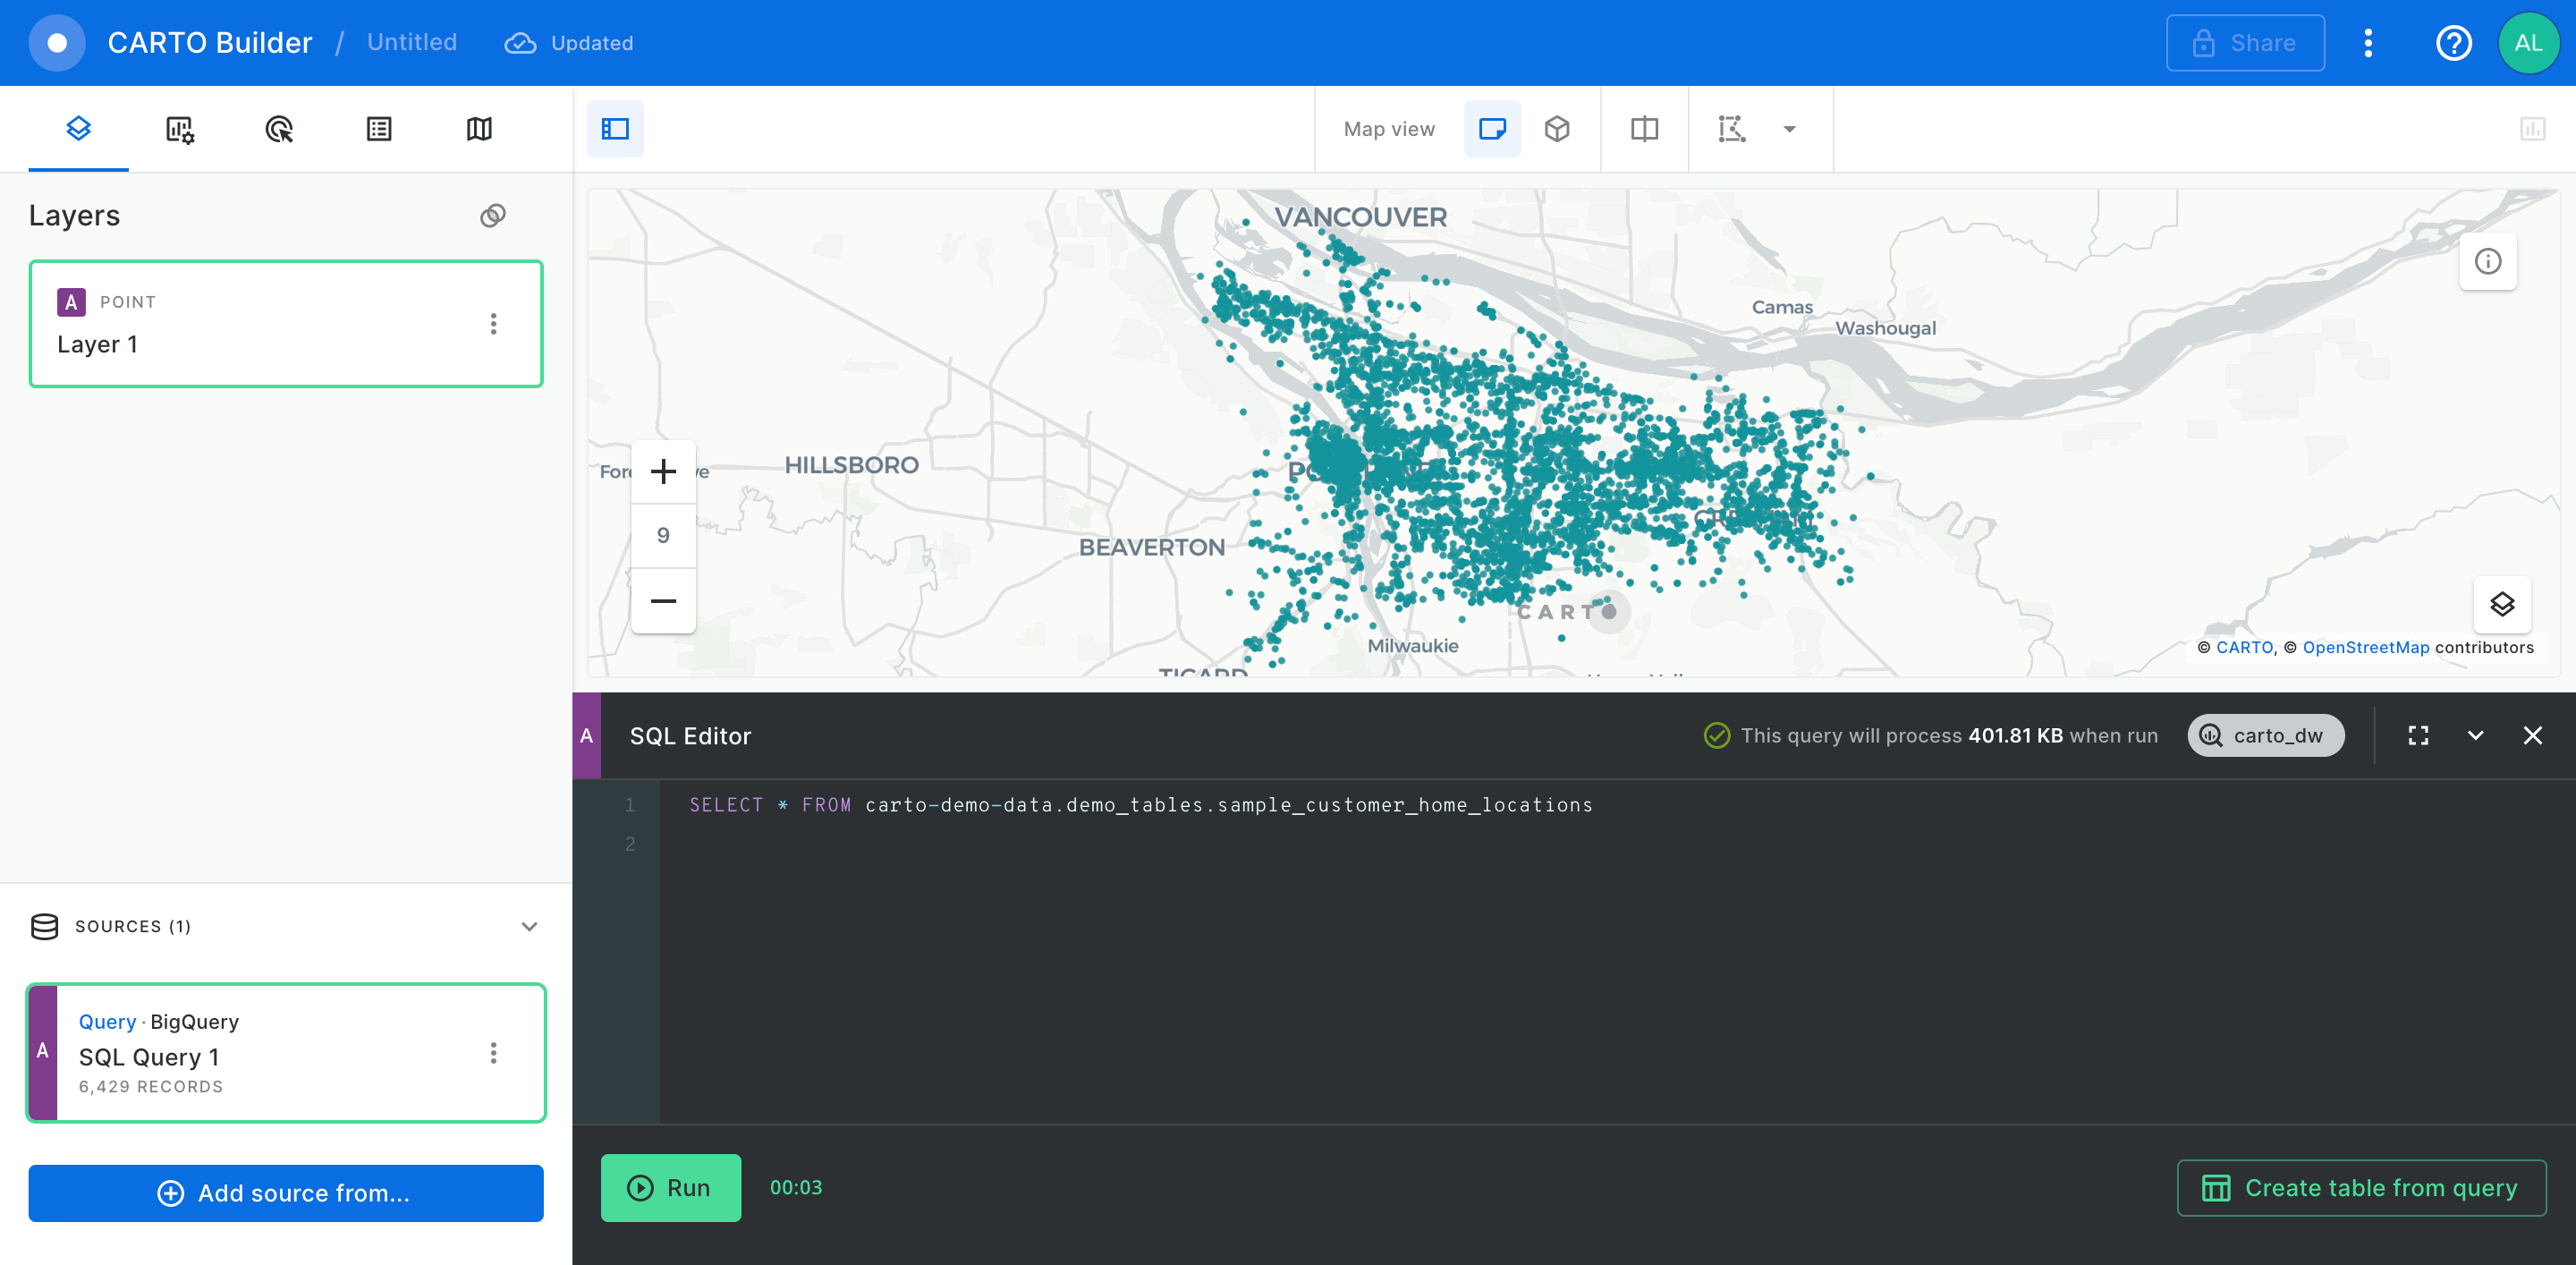 CARTO Builder / Untitled Updated Share AL
Map view
Layers
A POINT
Layer 1
VANCOUVER
Camas
Washougal
HILLSBORO
BEAVERTON
Milwaukie
TIGARD
CARTO
+
9
−
© CARTO, © OpenStreetMap contributors
A SQL Editor This query will process 401.81 KB when run carto_dw
1 SELECT * FROM carto-demo-data.demo_tables.sample_customer_home_locations
2
SOURCES (1)
A
Query · BigQuery
SQL Query 1
6,429 RECORDS
Add source from...
Run 00:03 Create table from query